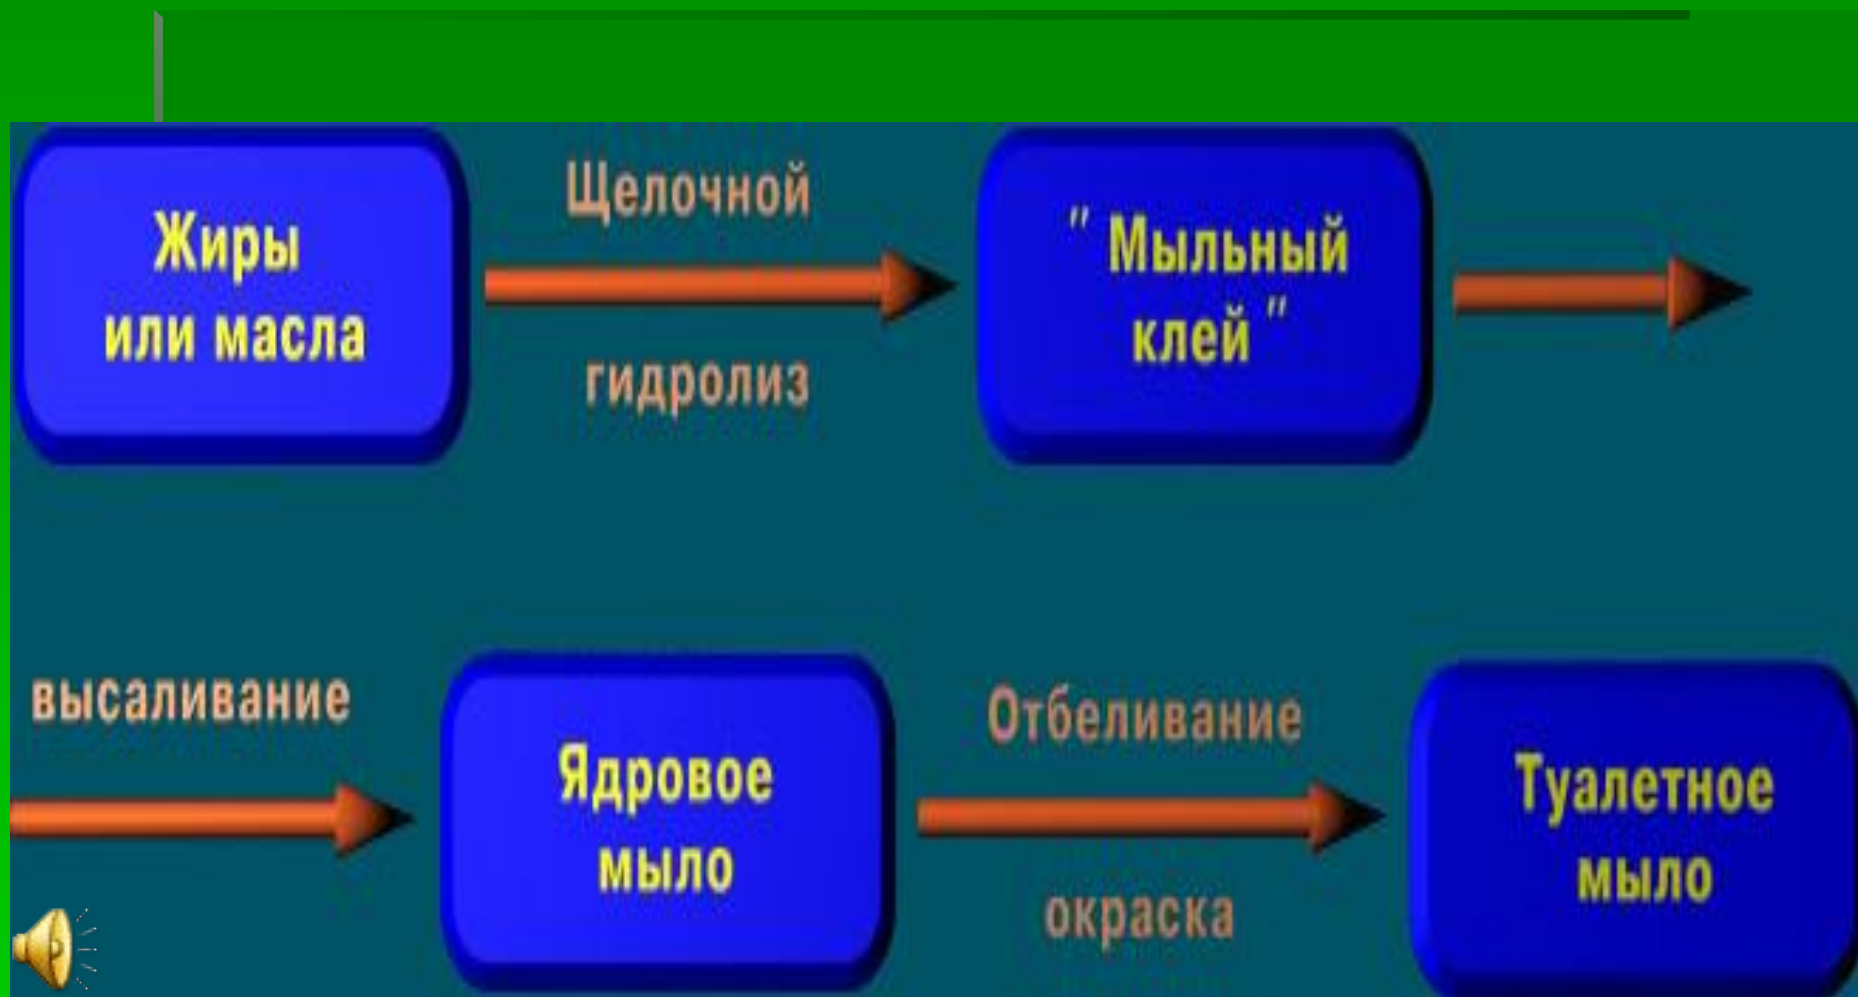 Жиры
или масла
Щелочной
гидролиз
" Мыльный
клей "
высаливание
Ядровое
мыло
Отбеливание
окраска
Туалетное
мыло